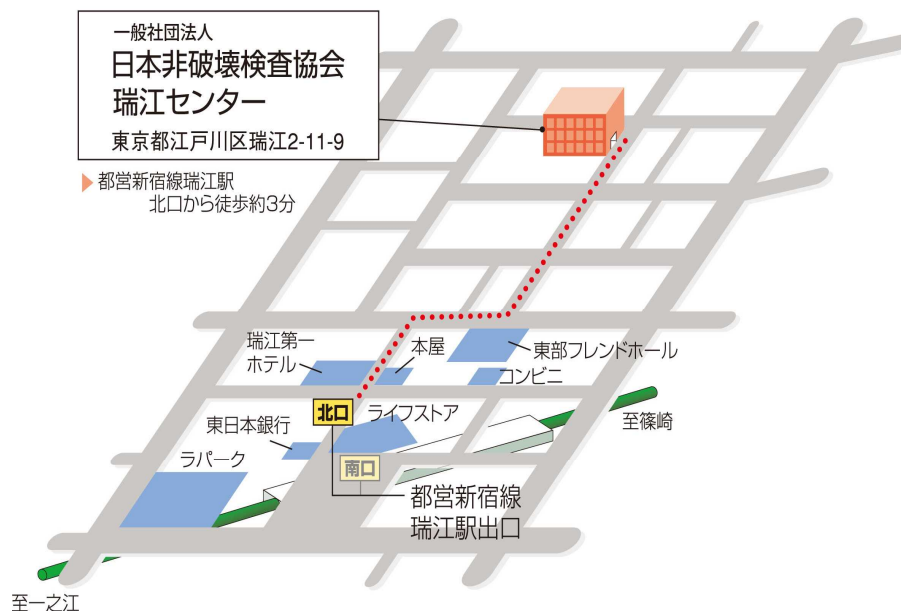 一般社団法人
日本非破壊検査協会
瑞江センター
東京都江戸川区瑞江2-11-9
都営新宿線瑞江駅
北口から徒歩約3分
瑞江第一
ホテル
本屋
東部フレンドホール
コンビニ
北口
ライフストア
至篠崎
東日本銀行
ラパーク
南口
都営新宿線
瑞江駅出口
至一之江